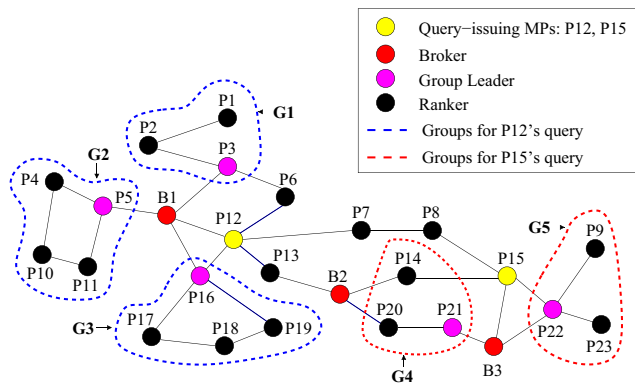 Query−issuing MPs: P12, P15
Broker
Group Leader
Ranker
Groups for P12's query
Groups for P15's query
P1
G1
P2
P3
G2
P4
P5
P6
B1
P12
P7
P8
G5
P9
P10
P11
P13
P14
P15
P16
B2
P20
P21
P22
P23
G3
P17
P18
P19
G4
B3